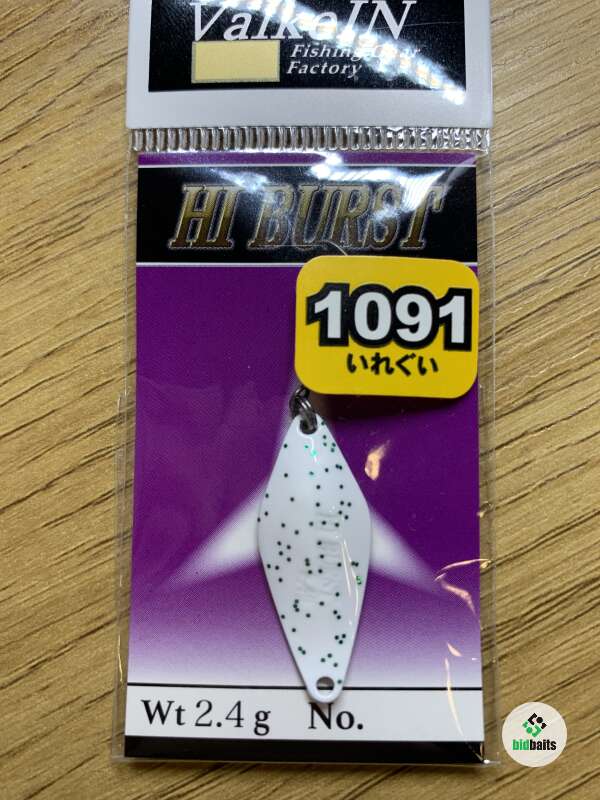 ValkeIN
Fishing Gear
Factory
HI BURST
1091
いれぐい
Wt 2.4 g No.
bidbaits